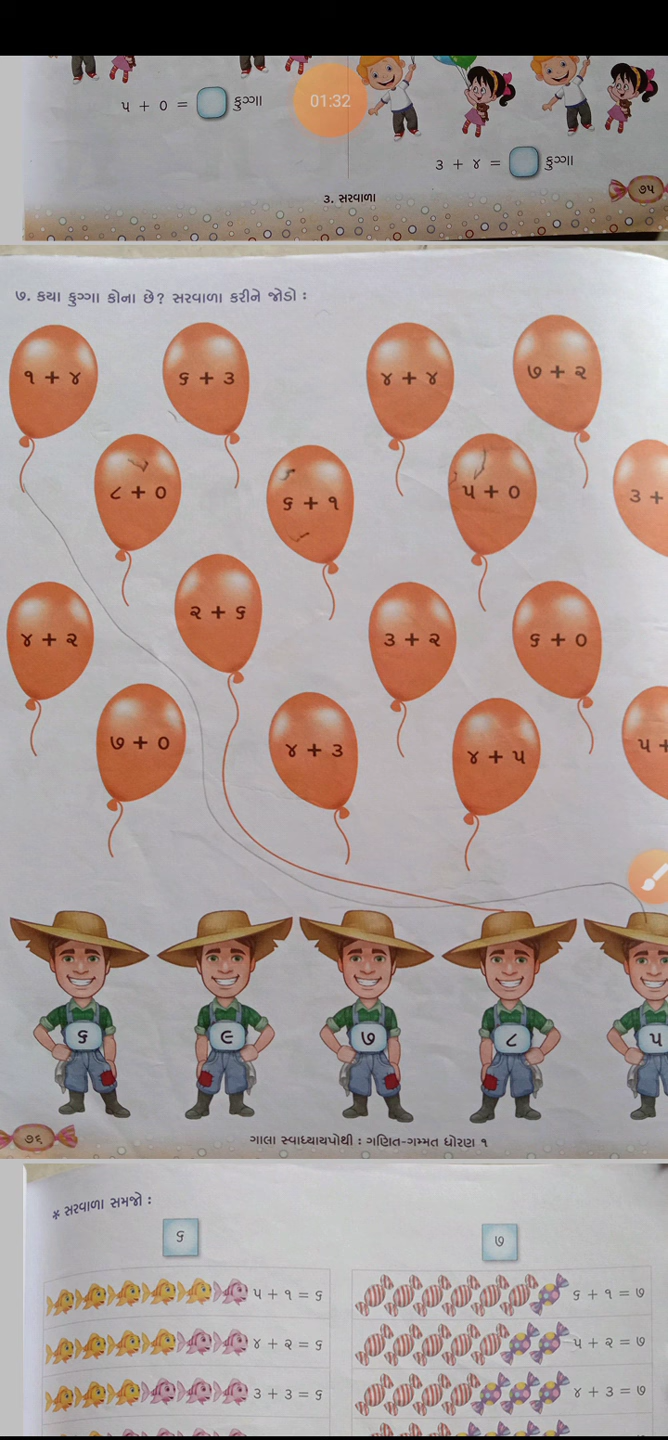 ૫ + ૦ = કુગ્ગા
01:32
૩ + ૪ = કુગ્ગા
૩. સરવાળા
૭૫
૭. કયા ફુગ્ગા કોના છે? સરવાળા કરીને જોડો :
૧ + ૪
૬ + ૩
૪ + ૪
૭ + ૨
૮ + ૦
૬ + ૧
૫ + ૦
૩ +
૪ + ૨
૨ + ૬
૩ + ૨
૬ + ૦
૭ + ૦
૪ + ૩
૪ + ૫
૫ +
૬
૯
૭
૮
૫
૭૬
ગાલા સ્વાધ્યાયપોથી : ગણિત-ગમ્મત ધોરણ ૧
* સરવાળા સમજો :
૬
૭
૫ + ૧ = ૬
૬ + ૧ = ૭
૪ + ૨ = ૬
૫ + ૨ = ૭
૩ + ૩ = ૬
૪ + ૩ = ૭